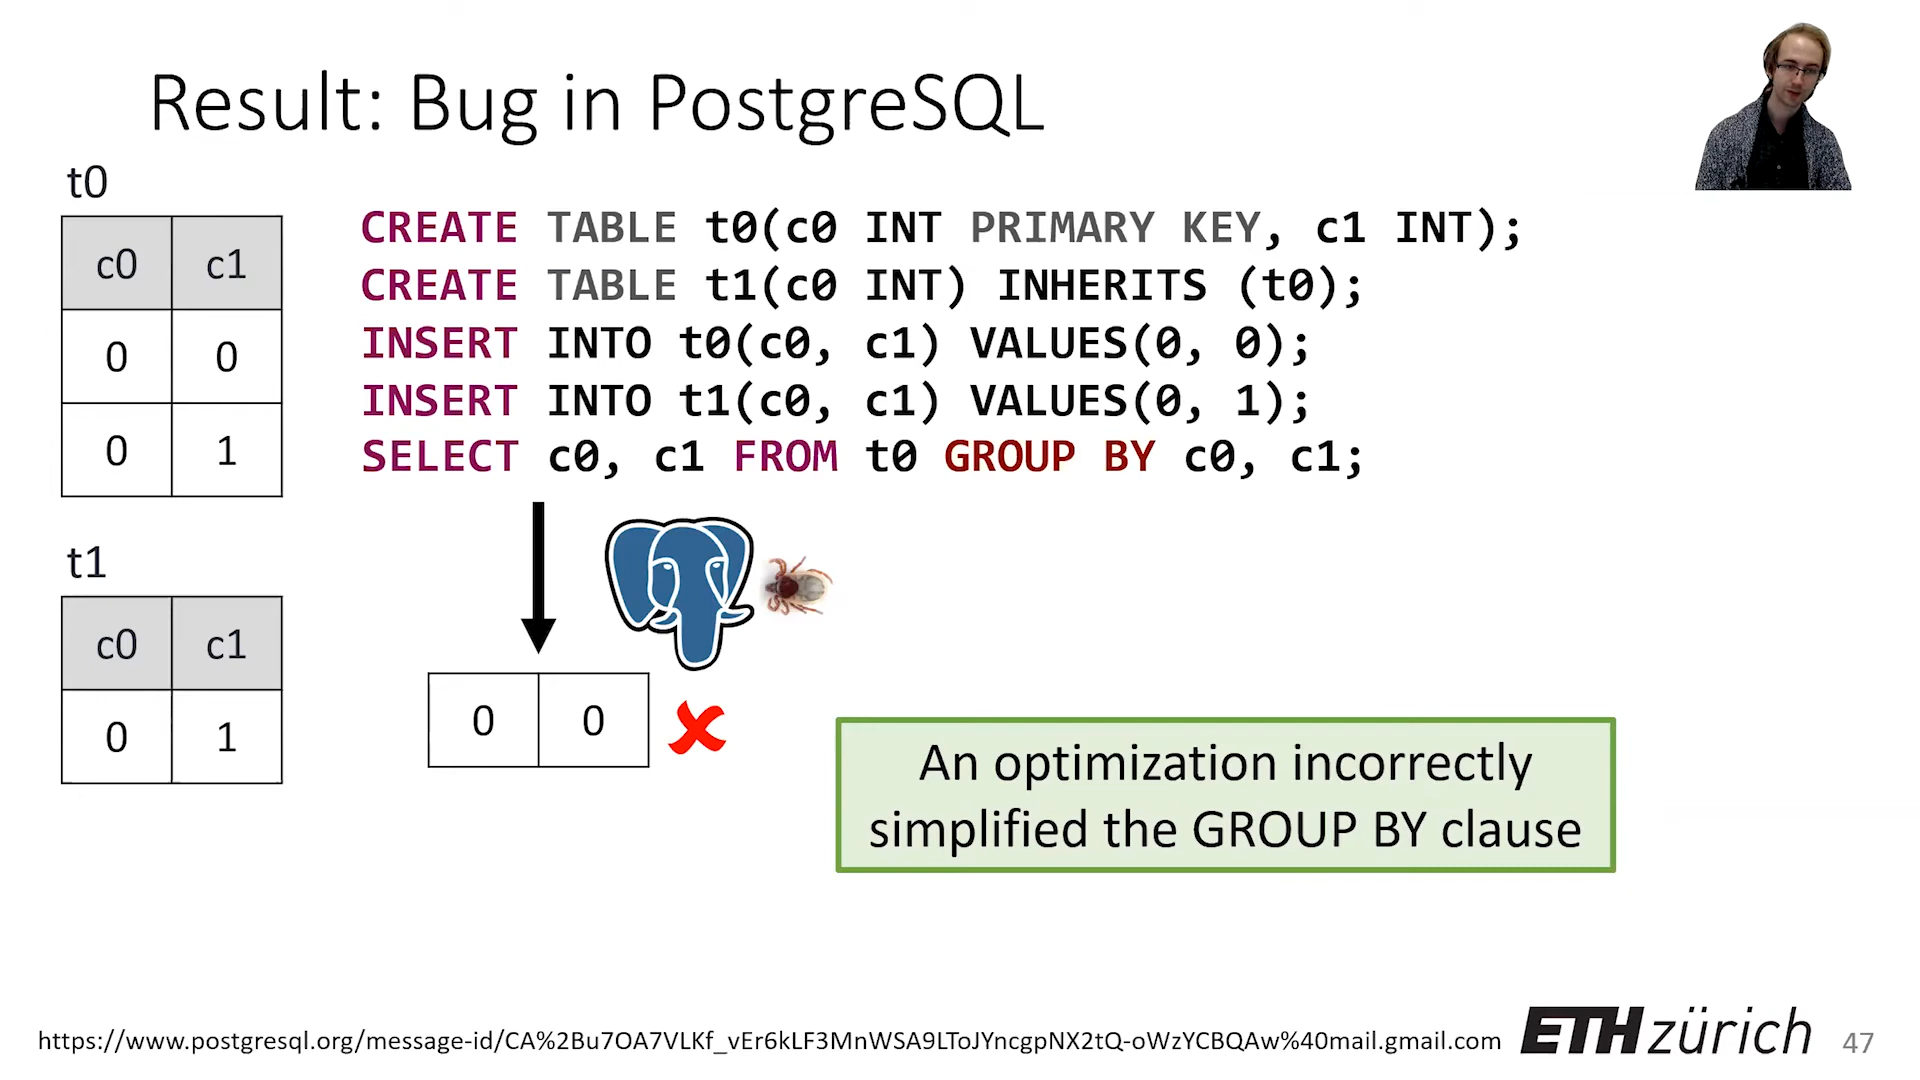 Result: Bug in PostgreSQL
t0
c0 c1
0 0
0 1
t1
c0 c1
0 1
CREATE TABLE t0(c0 INT PRIMARY KEY, c1 INT);
CREATE TABLE t1(c0 INT) INHERITS (t0);
INSERT INTO t0(c0, c1) VALUES(0, 0);
INSERT INTO t1(c0, c1) VALUES(0, 1);
SELECT c0, c1 FROM t0 GROUP BY c0, c1;
0 0
An optimization incorrectly
simplified the GROUP BY clause
https://www.postgresql.org/message-id/CA%2Bu7OA7VLKf_vEr6kLF3MnWSA9LToJYncgpNX2tQ-oWzYCBQAw%40mail.gmail.com
ETH zürich
47